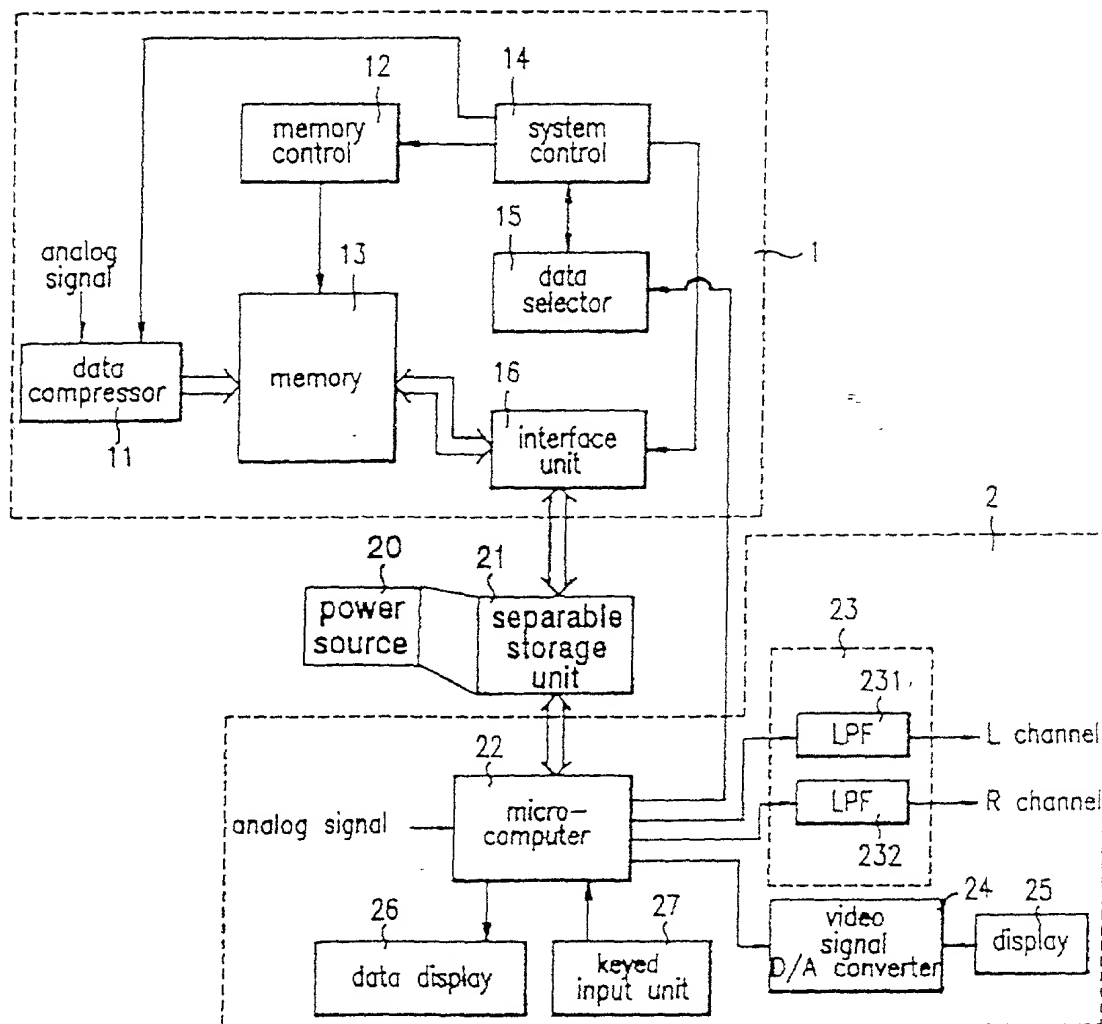 12
14
memory
control
system
control
15
analog
signal
13
data
selector
1
data
compressor
11
memory
16
interface
unit
2
20
21
power
source
separable
storage
unit
23
231
LPF
L channel
22
LPF
R channel
analog signal
micro-
computer
232
26
27
24
25
data display
keyed
input unit
video
signal
D/A converter
display